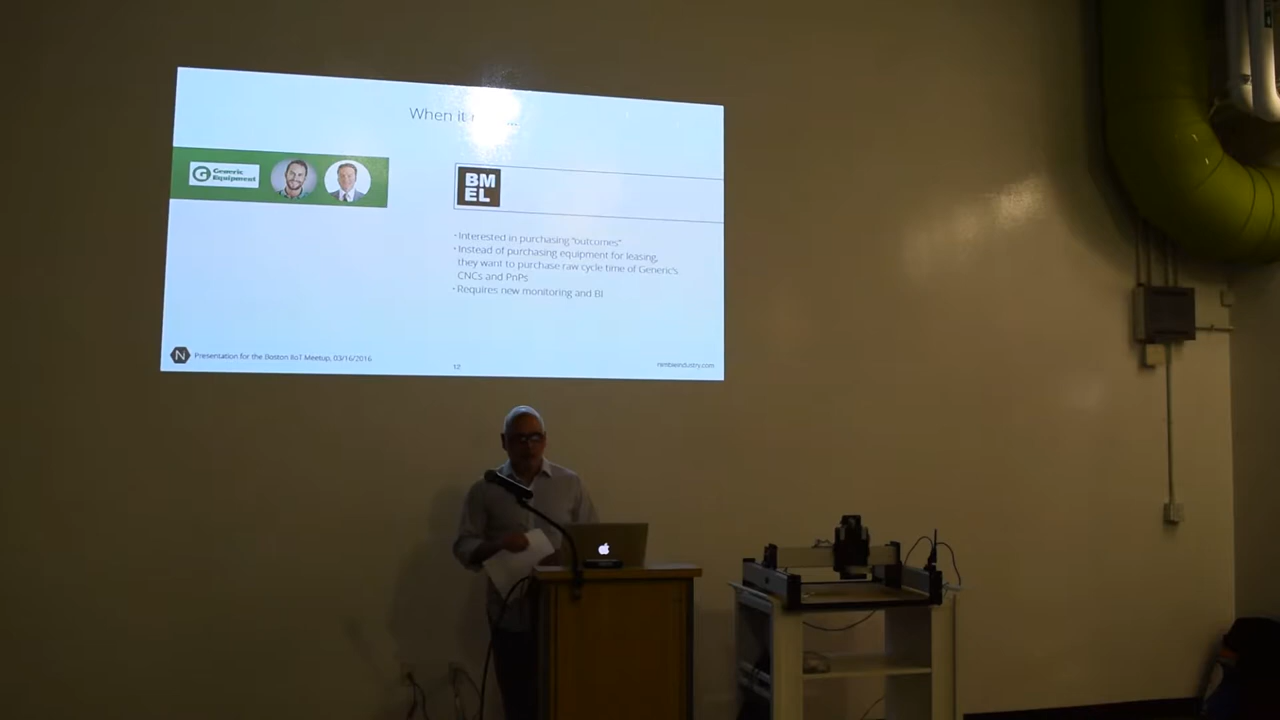 When it
Generic
Equipment
BM
EL
• Interested in purchasing "outcomes"
• Instead of purchasing equipment for leasing,
they want to purchase raw cycle time of Generic's
CNCs and PnPs
• Requires new monitoring and BI
N
Presentation for the Boston IIoT Meetup, 03/16/2016
12
nimbleindustry.com